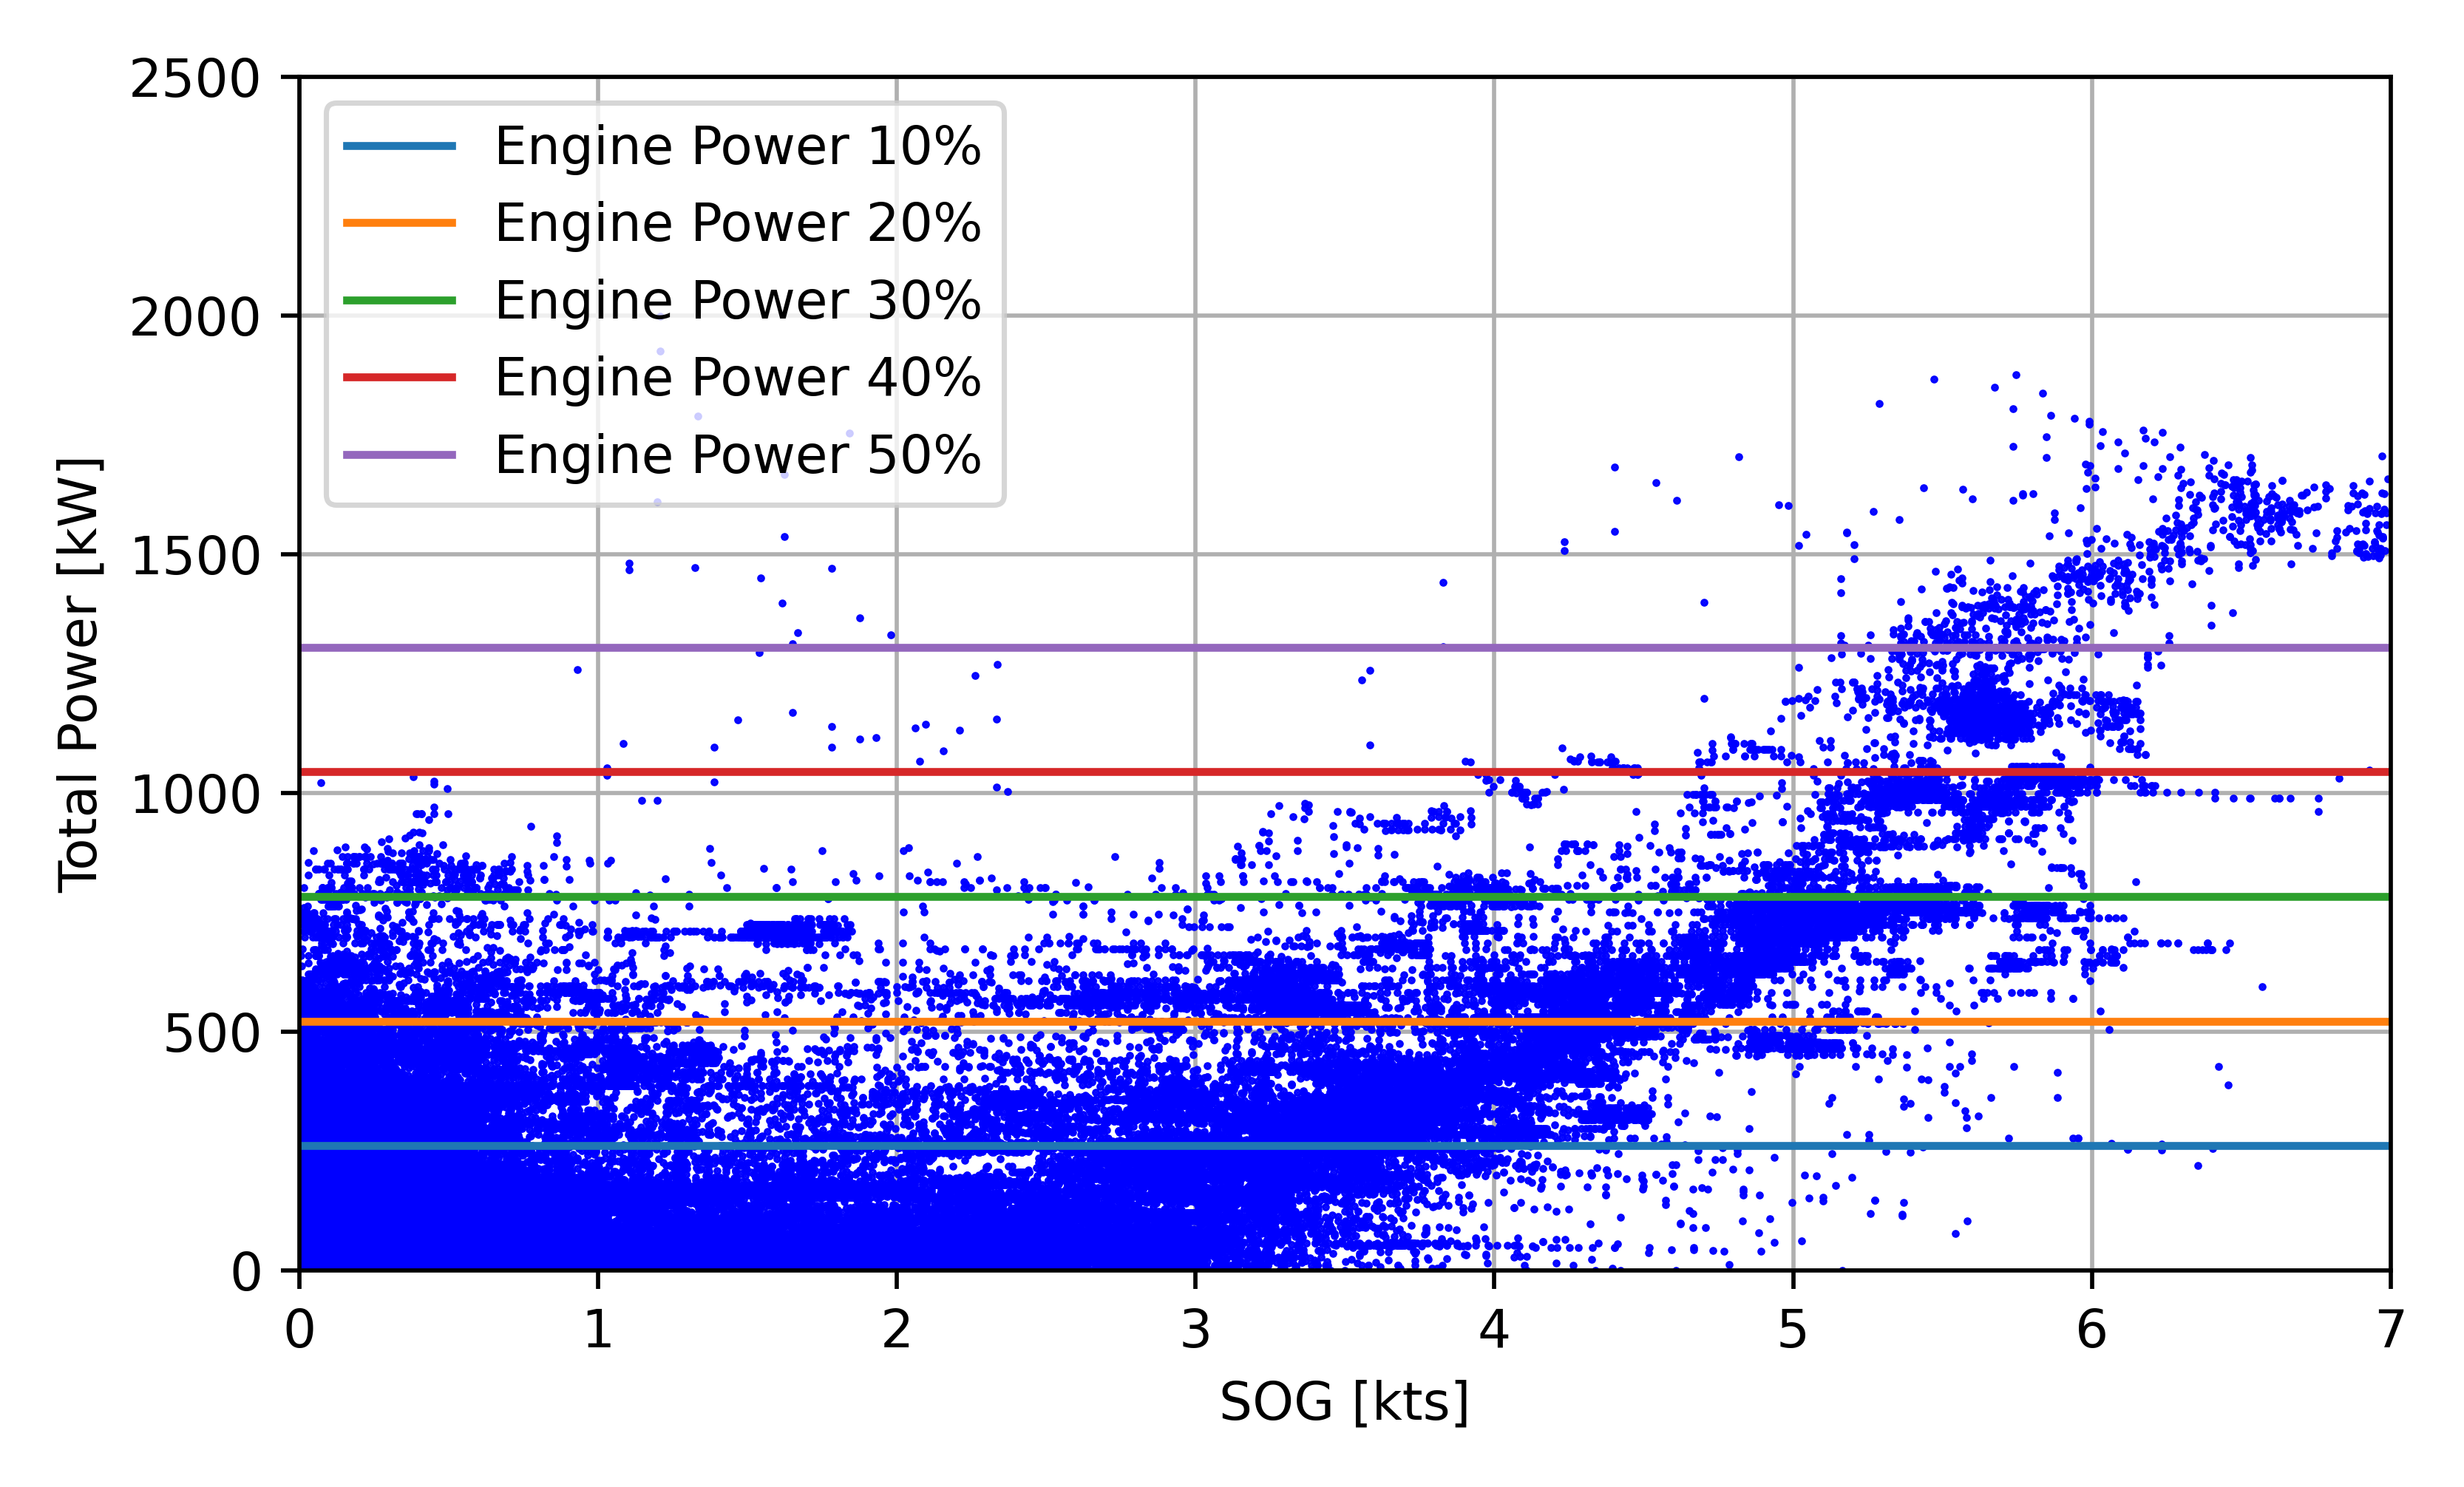 2500
2000
1500
1000
500
0
Total Power [kW]
Engine Power 10%
Engine Power 20%
Engine Power 30%
Engine Power 40%
Engine Power 50%
0 1 2 3 4 5 6 7
SOG [kts]